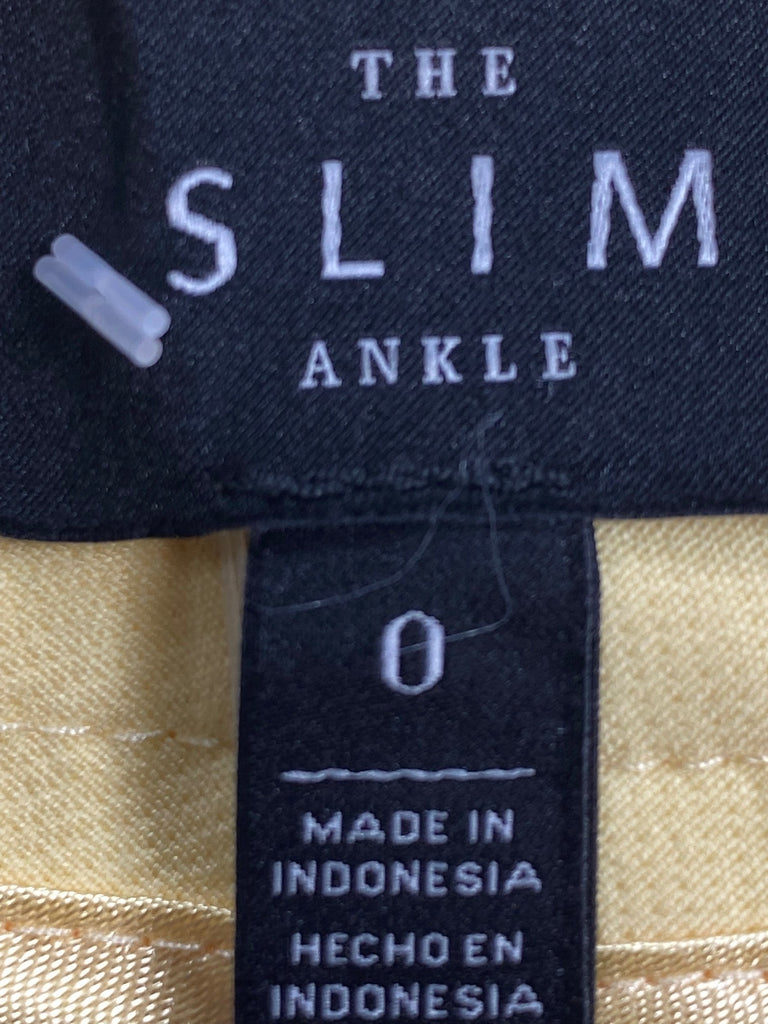 THE
SLIM
ANKLE
0
MADE IN
INDONESIA
HECHO EN
INDONESIA